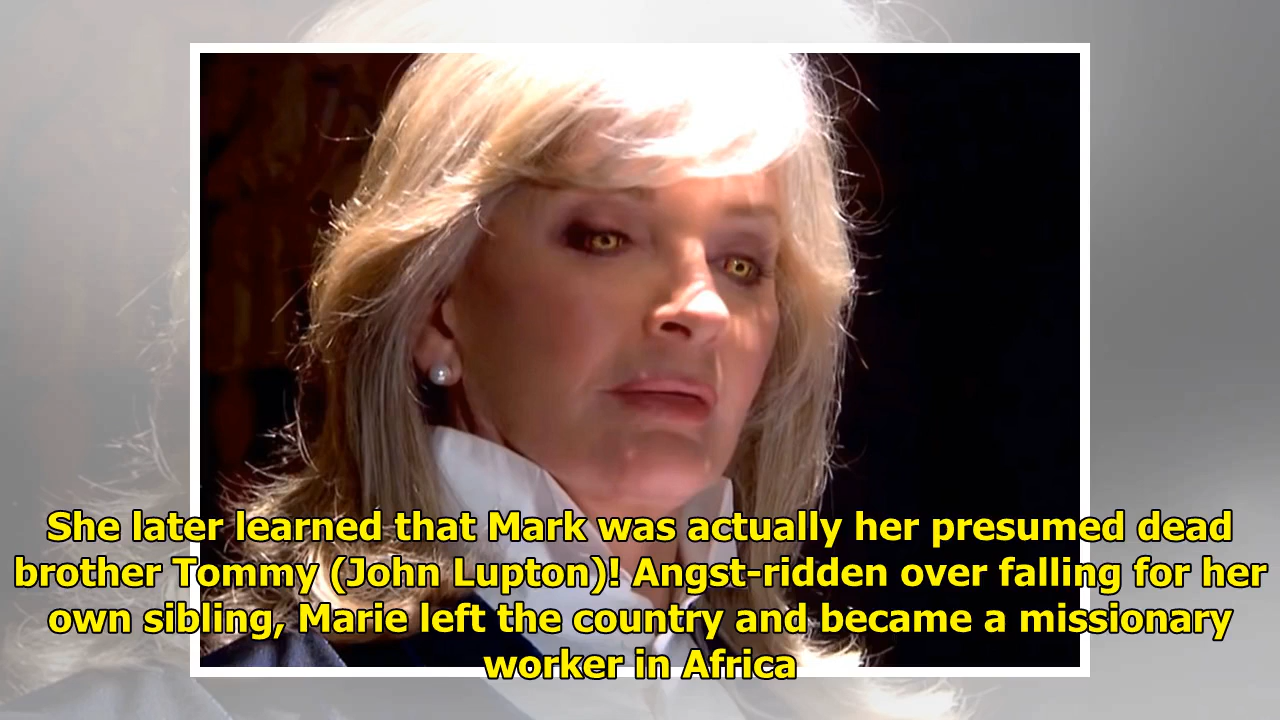 She later learned that Mark was actually her presumed dead
brother Tommy (John Lupton)! Angst-ridden over falling for her
own sibling, Marie left the country and became a missionary
worker in Africa